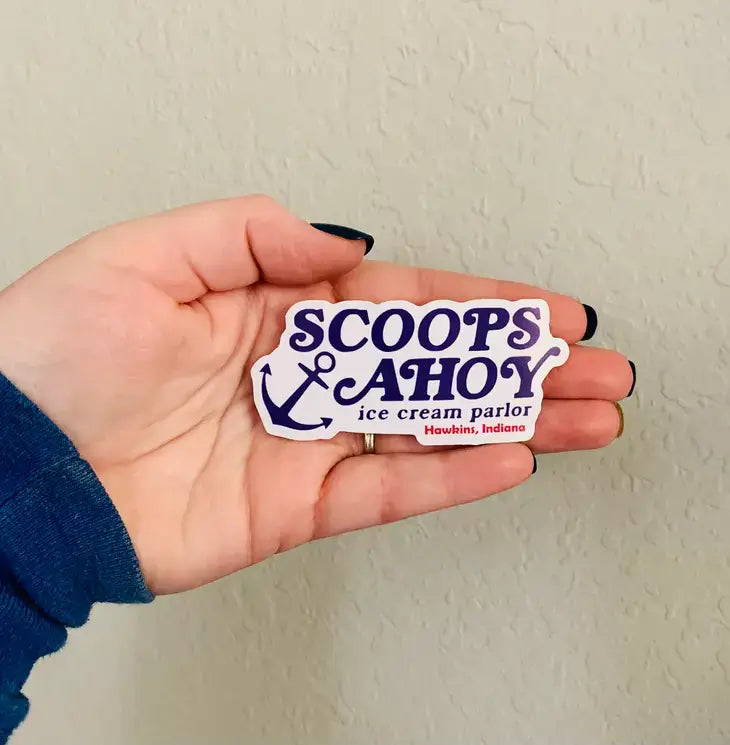 SCOOPS
AHOY
ice cream parlor
Hawkins, Indiana